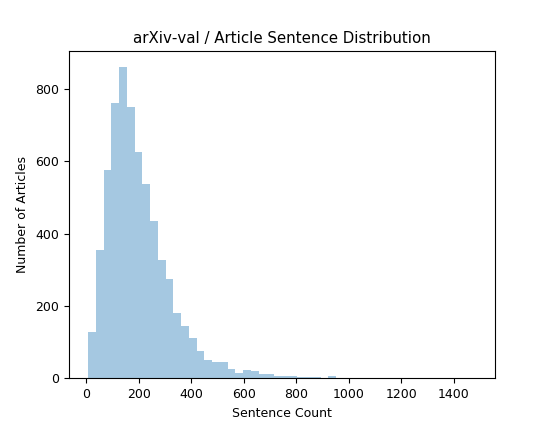 arXiv-val / Article Sentence Distribution
800
600
400
200
0
Number of Articles
0 200 400 600 800 1000 1200 1400
Sentence Count